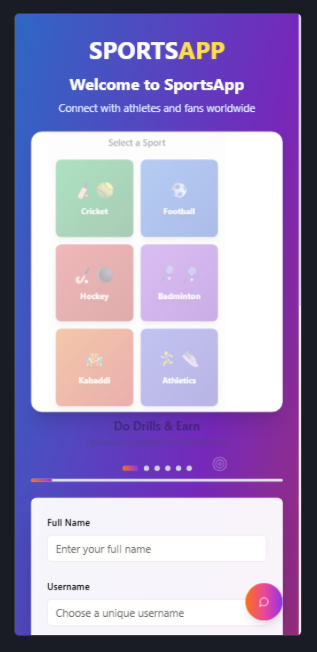 SPORTSAPP
Welcome to SportsApp
Connect with athletes and fans worldwide
Select a Sport
Cricket
Football
Hockey
Badminton
Kabaddi
Athletics
Do Drills & Earn
Full Name
Enter your full name
Username
Choose a unique username